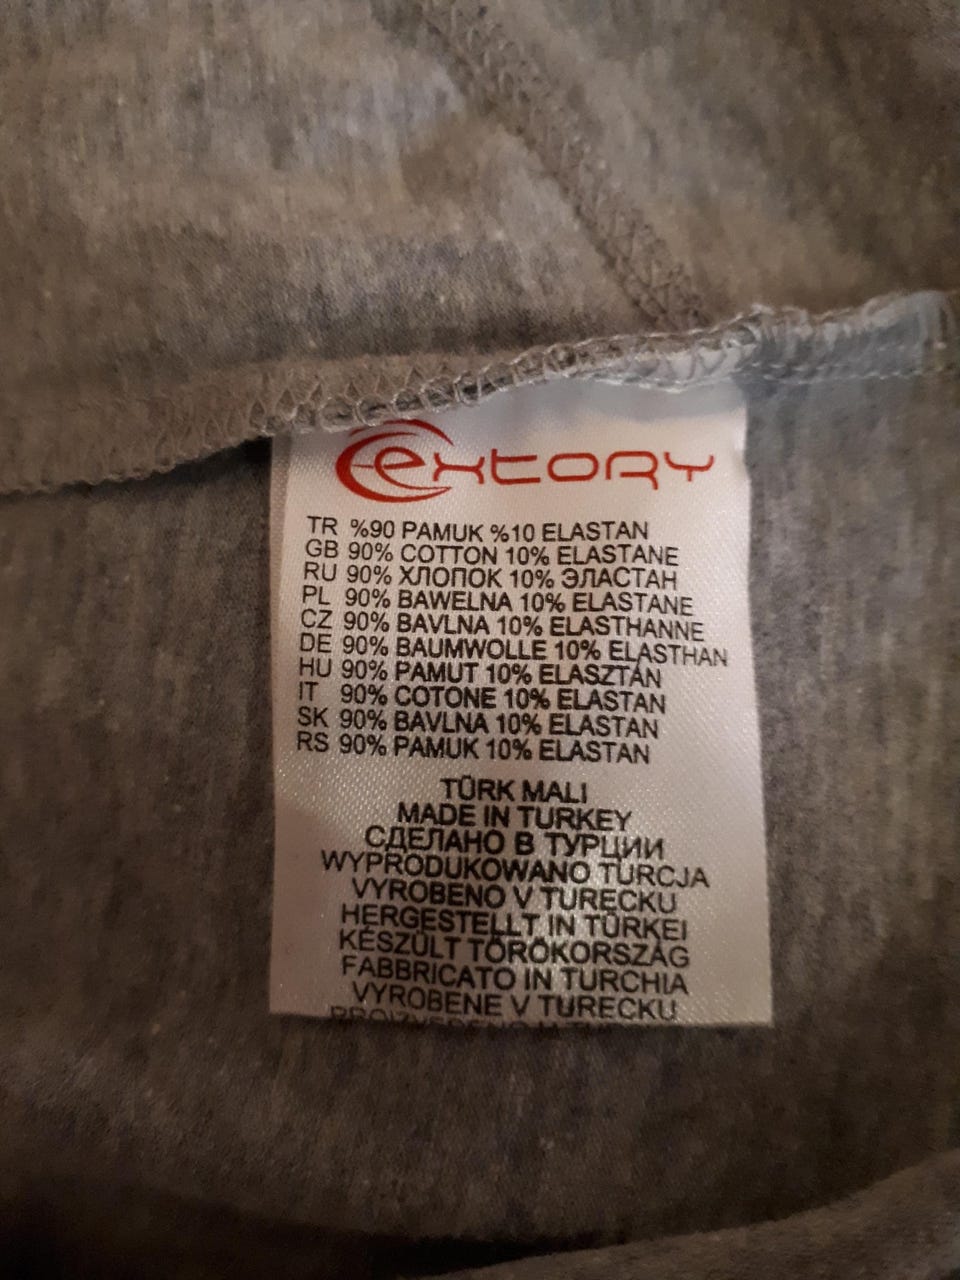 extory
TR %90 PAMUK %10 ELASTAN
GB 90% COTTON 10% ELASTANE
RU 90% ХЛОПОК 10% ЭЛАСТАН
PL 90% BAWELNA 10% ELASTANE
CZ 90% BAVLNA 10% ELASTHANNE
DE 90% BAUMWOLLE 10% ELASTHAN
HU 90% PAMUT 10% ELASZTÁN
IT 90% COTONE 10% ELASTAN
SK 90% BAVLNA 10% ELASTAN
RS 90% PAMUK 10% ELASTAN
TÜRK MALI
MADE IN TURKEY
СДЕЛАНО В ТУРЦИИ
WYPRODUKOWANO TURCJA
VYROBENO V TURECKU
HERGESTELLT IN TÜRKEI
KÉSZÜLT TÖRÖKORSZÁG
FABBRICATO IN TURCHIA
VYROBENE V TURECKU